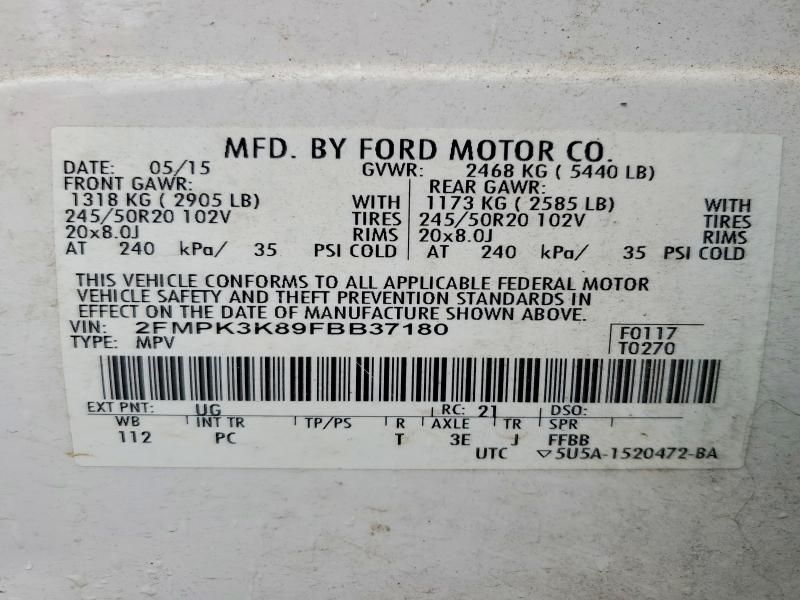 MFD. BY FORD MOTOR CO.
DATE: 05/15 GVWR: 2468 KG ( 5440 LB)
FRONT GAWR: REAR GAWR:
1318 KG ( 2905 LB) WITH 1173 KG ( 2585 LB) WITH
245/50R20 102V TIRES 245/50R20 102V TIRES
20x8.0J RIMS 20x8.0J RIMS
AT 240 kPa/ 35 PSI COLD AT 240 kPa/ 35 PSI COLD
THIS VEHICLE CONFORMS TO ALL APPLICABLE FEDERAL MOTOR
VEHICLE SAFETY AND THEFT PREVENTION STANDARDS IN
EFFECT ON THE DATE OF MANUFACTURE SHOWN ABOVE.
VIN: 2FMPK3K89FBB37180 F0117
TYPE: MPV T0270
EXT PNT: UG RC: 21 DSO:
WB INT TR TP/PS R AXLE TR SPR
112 PC T 3E J FFBB
UTC ▽5U5A-1520472-BA